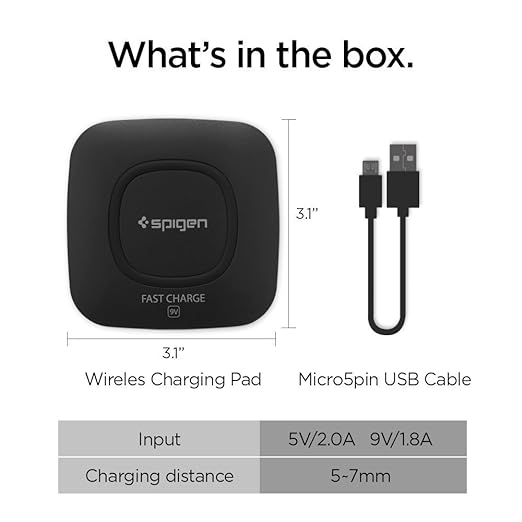 What's in the box.
spigen
FAST CHARGE
9V
3.1”
3.1”
Wireles Charging Pad
Micro5pin USB Cable
Input 5V/2.0A 9V/1.8A
Charging distance 5~7mm